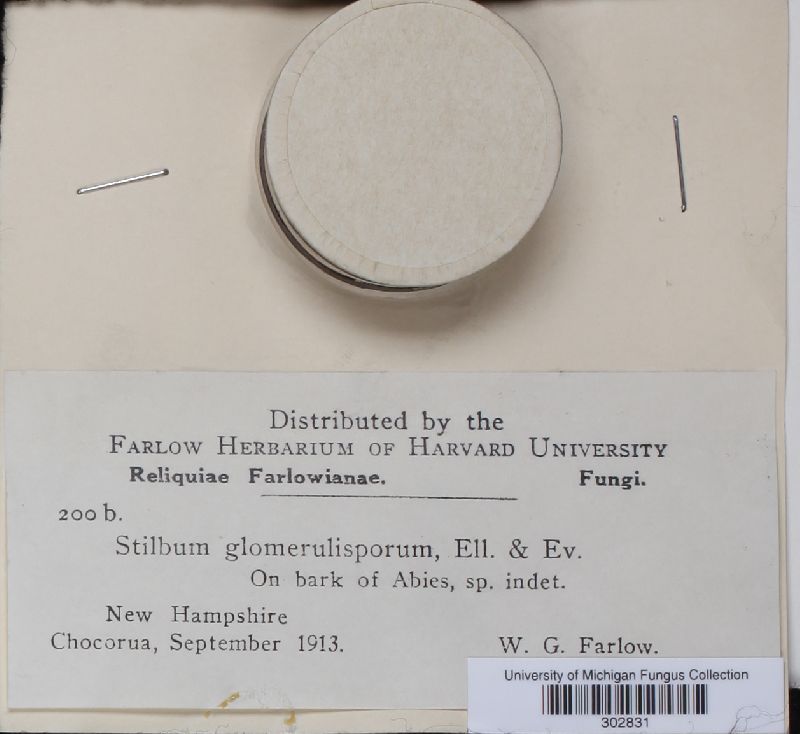 Distributed by the
FARLOW HERBARIUM OF HARVARD UNIVERSITY
Reliquiae Farlowianae. Fungi.
200 b.
Stilbum glomerulisporum, Ell. & Ev.
On bark of Abies, sp. indet.
New Hampshire
Chocorua, September 1913. W. G. Farlow.
University of Michigan Fungus Collection
302831